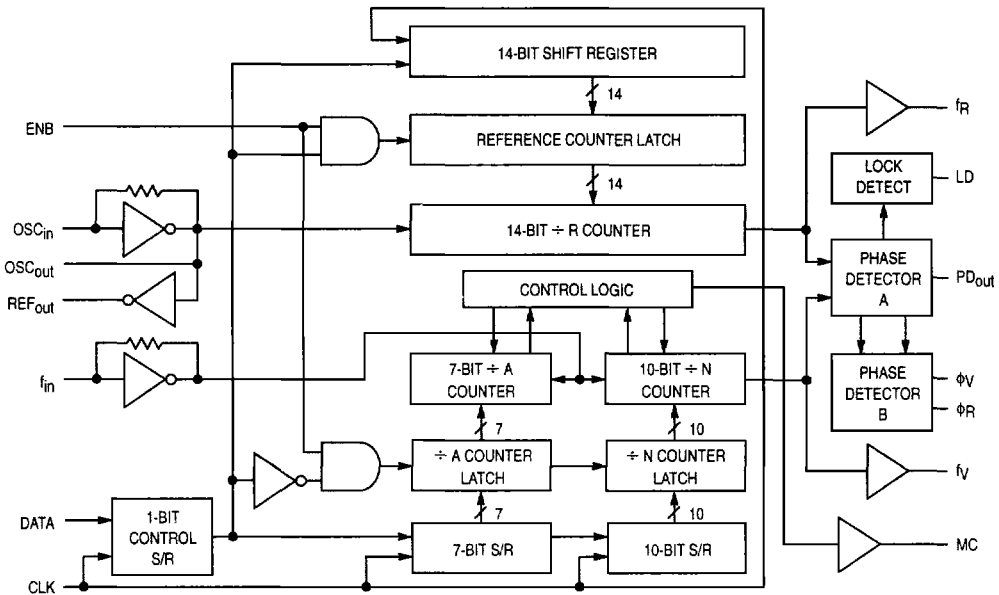 14-BIT SHIFT REGISTER
14
fR
ENB
REFERENCE COUNTER LATCH
LOCK
DETECT
LD
14
OSCin
14-BIT ÷ R COUNTER
OSCout
PHASE
DETECTOR
A
PDout
REFout
CONTROL LOGIC
fin
7-BIT ÷ A
COUNTER
10-BIT ÷ N
COUNTER
PHASE
DETECTOR
B
ϕV
ϕR
7
10
÷ A COUNTER
LATCH
÷ N COUNTER
LATCH
fV
7
10
DATA
1-BIT
CONTROL
S/R
7-BIT S/R
10-BIT S/R
MC
CLK